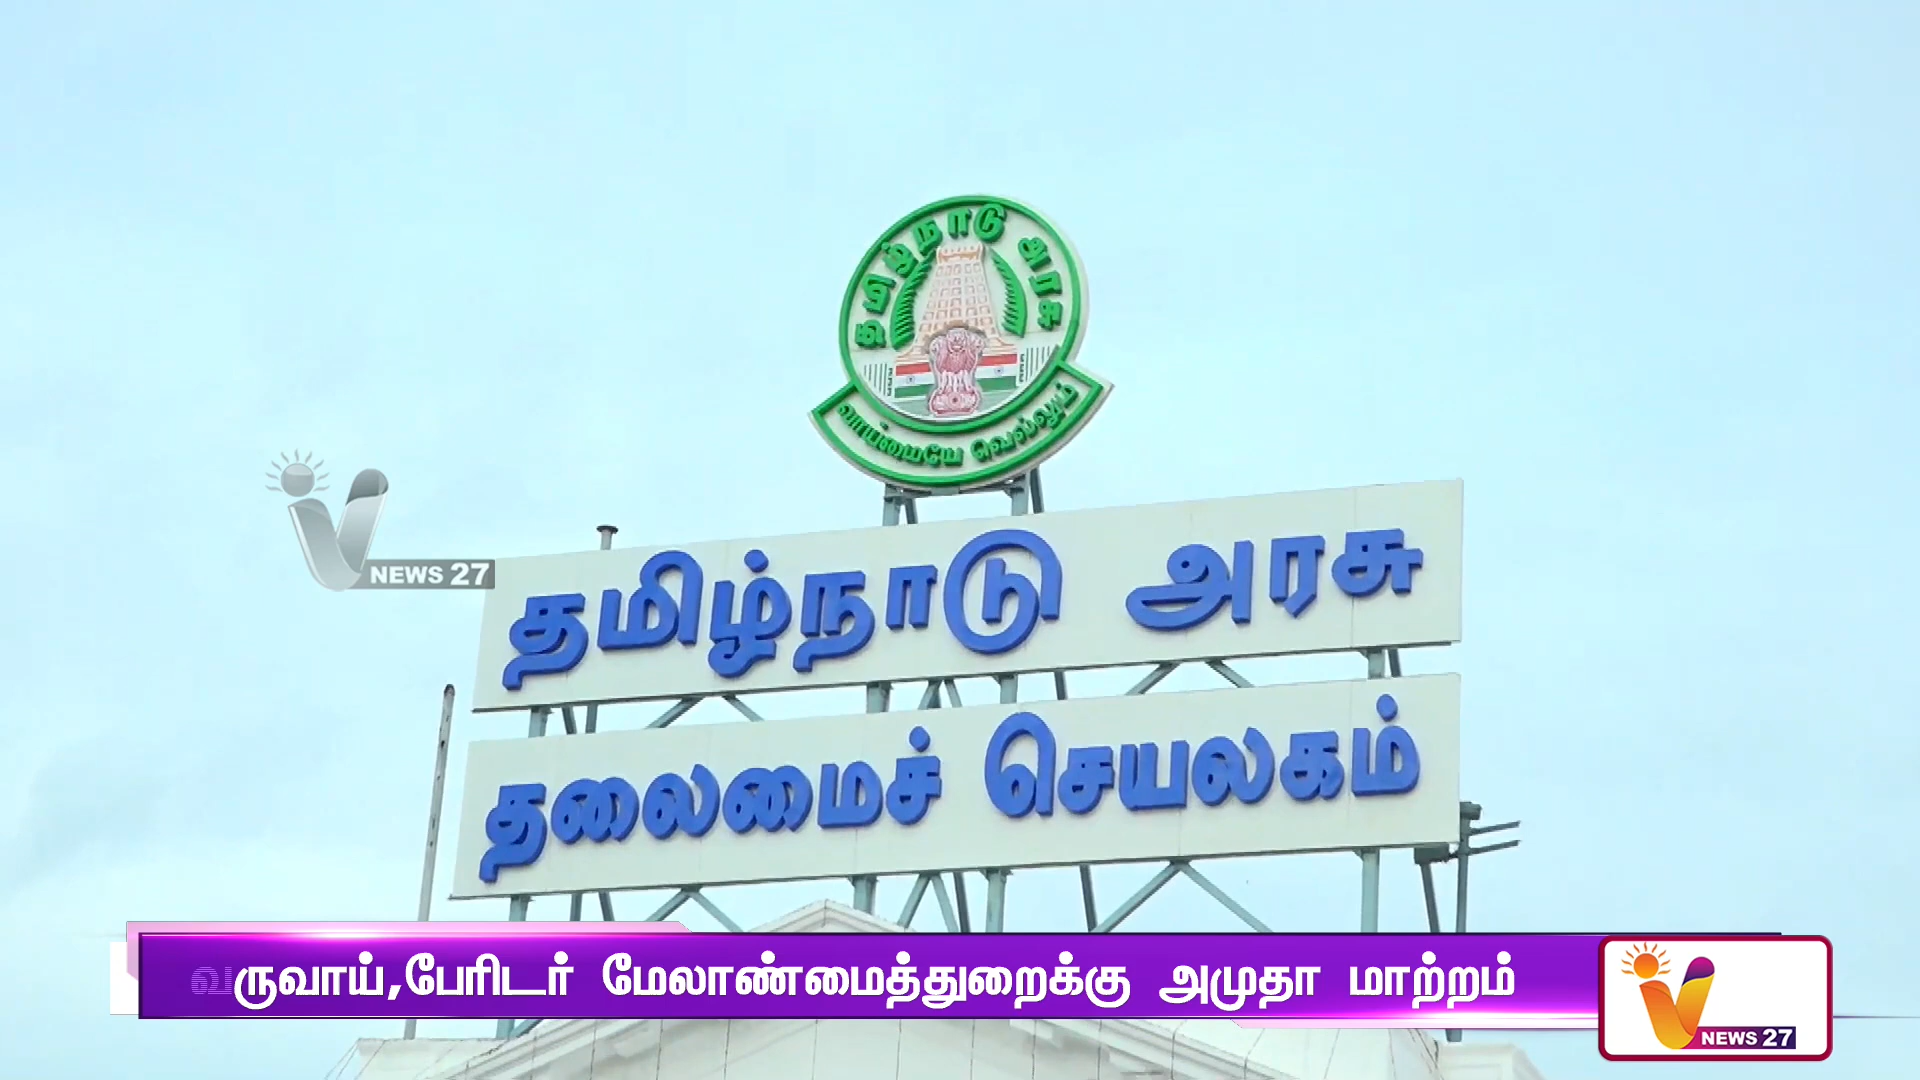 தமிழ்நாடு அரசு
வாய்மையே வெல்லும்
NEWS 27
தமிழ்நாடு அரசு
தலைமைச் செயலகம்
வருவாய்,பேரிடர் மேலாண்மைத்துறைக்கு அமுதா மாற்றம்
NEWS 27